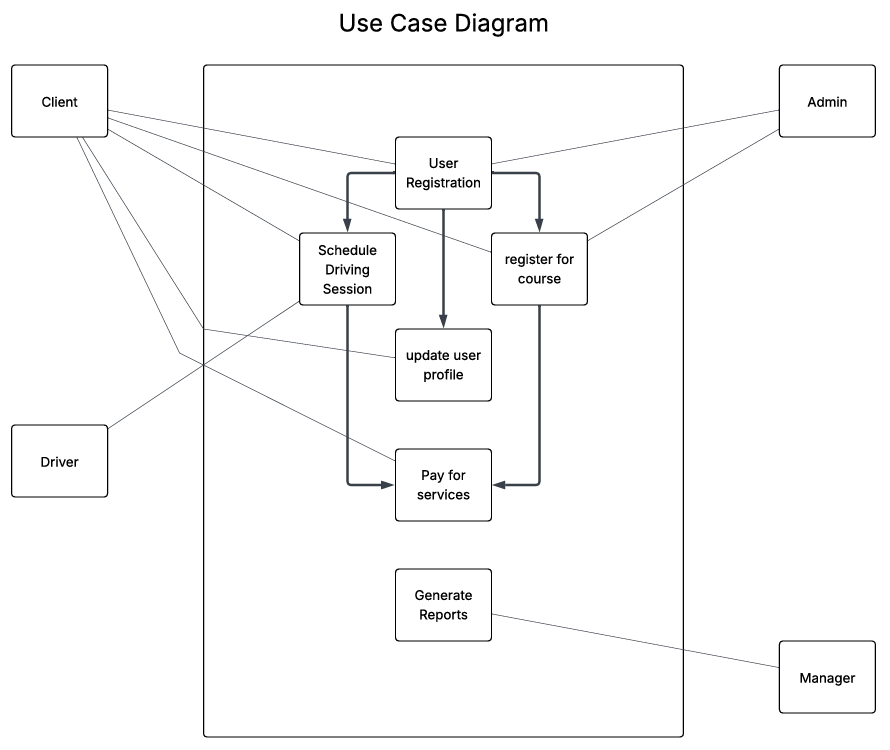 Use Case Diagram
Client
Admin
User
Registration
Schedule
Driving
Session
register for
course
update user
profile
Driver
Pay for
services
Generate
Reports
Manager